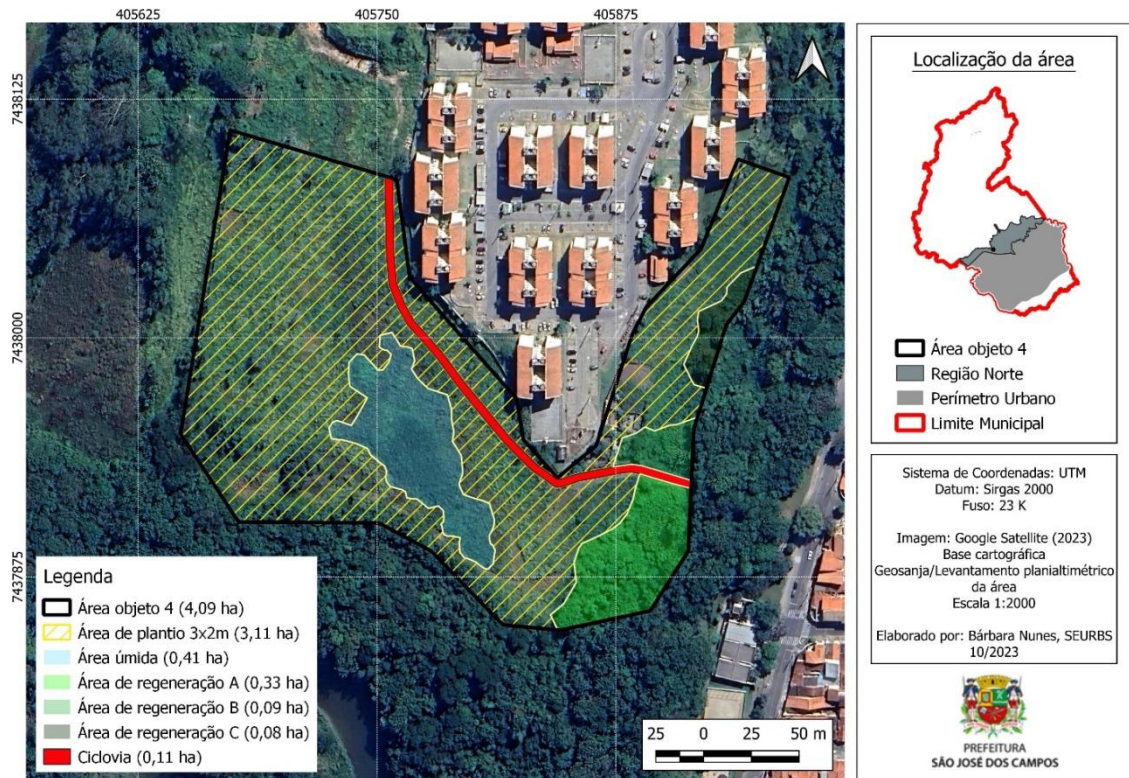 405625
405750
405875
7438125
7438000
7437875
Legenda
Área objeto 4 (4,09 ha)
Área de plantio 3x2m (3,11 ha)
Área úmida (0,41 ha)
Área de regeneração A (0,33 ha)
Área de regeneração B (0,09 ha)
Área de regeneração C (0,08 ha)
Ciclovia (0,11 ha)
25 0 25 50 m
Localização da área
Área objeto 4
Região Norte
Perímetro Urbano
Limite Municipal
Sistema de Coordenadas: UTM
Datum: Sirgas 2000
Fuso: 23 K
Imagem: Google Satellite (2023)
Base cartográfica
Geosanja/Levantamento planialtimétrico
da área
Escala 1:2000
Elaborado por: Bárbara Nunes, SEURBS
10/2023
PREFEITURA
SÃO JOSÉ DOS CAMPOS